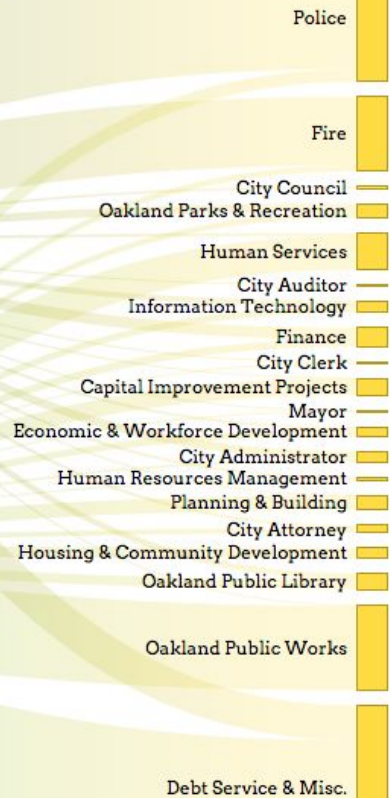 Police
Fire
City Council
Oakland Parks & Recreation
Human Services
City Auditor
Information Technology
Finance
City Clerk
Capital Improvement Projects
Mayor
Economic & Workforce Development
City Administrator
Human Resources Management
Planning & Building
City Attorney
Housing & Community Development
Oakland Public Library
Oakland Public Works
Debt Service & Misc.